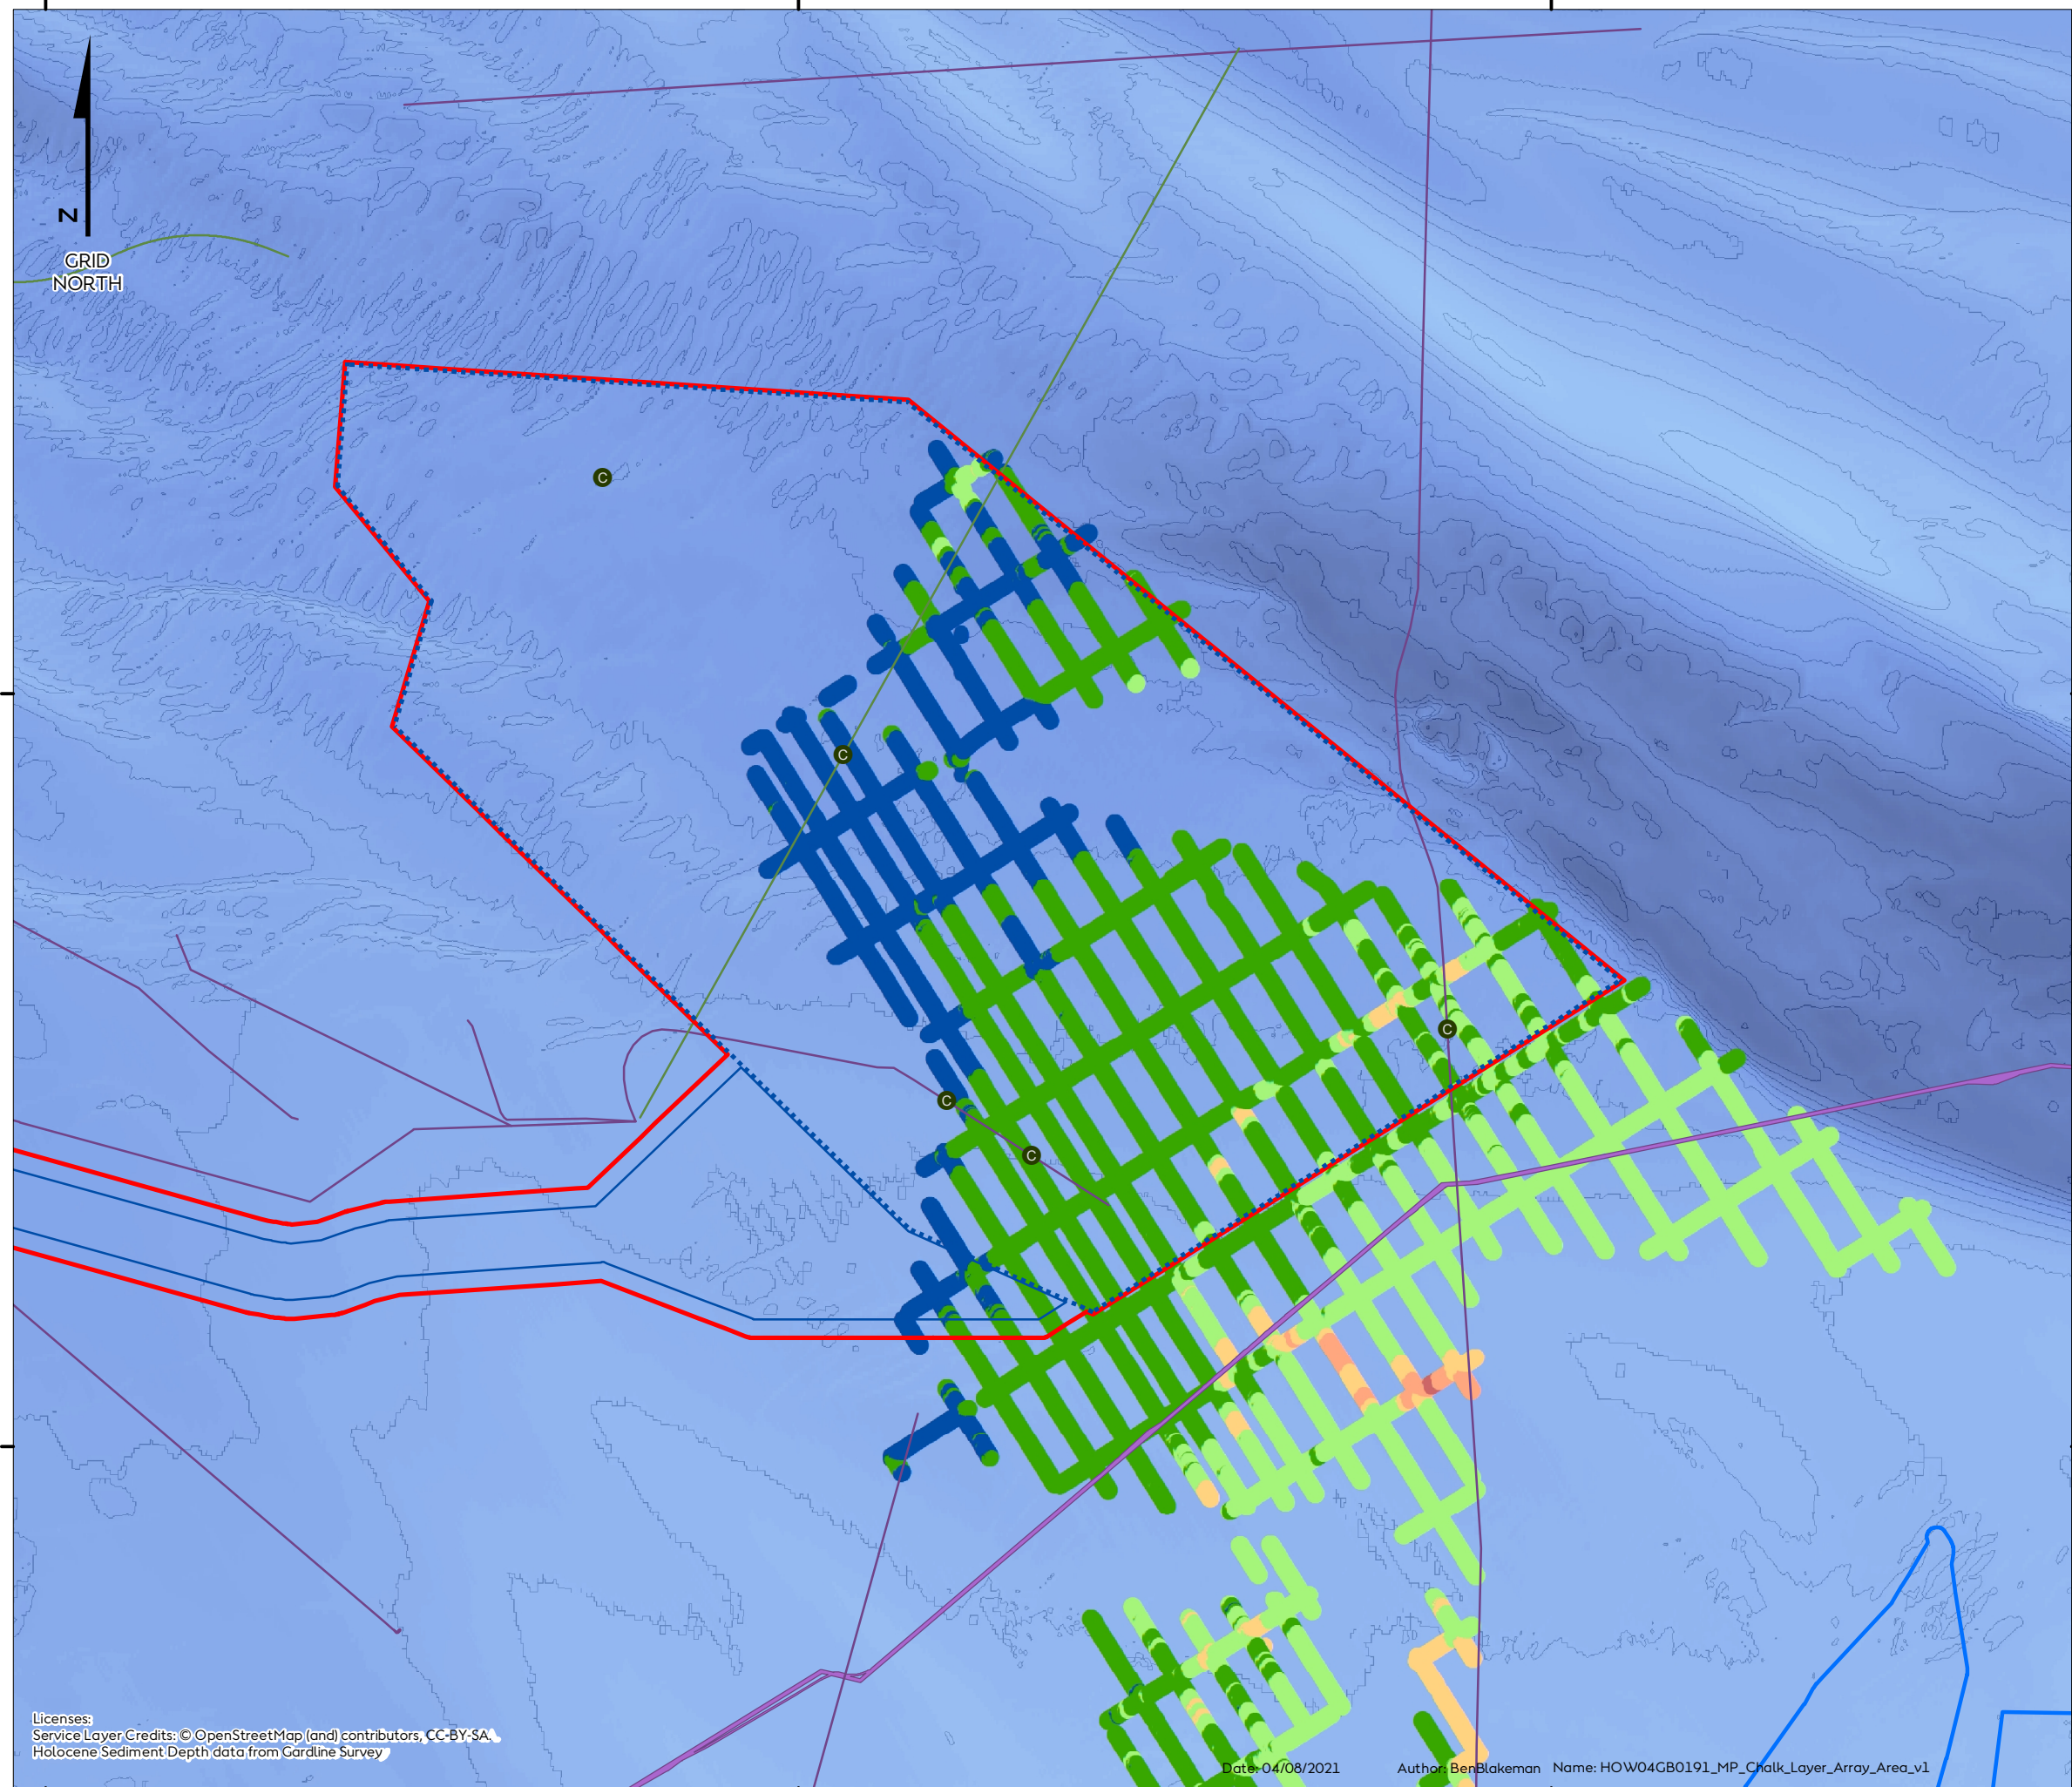 N
GRID
NORTH
C
C
C
C
C
Licenses:
Service Layer Credits: © OpenStreetMap (and) contributors, CC-BY-SA.
Holocene Sediment Depth data from Gardline Survey
Date: 04/08/2021 Author: BenBlakeman Name: HOW04GB0191_MP_Chalk_Layer_Array_Area_v1